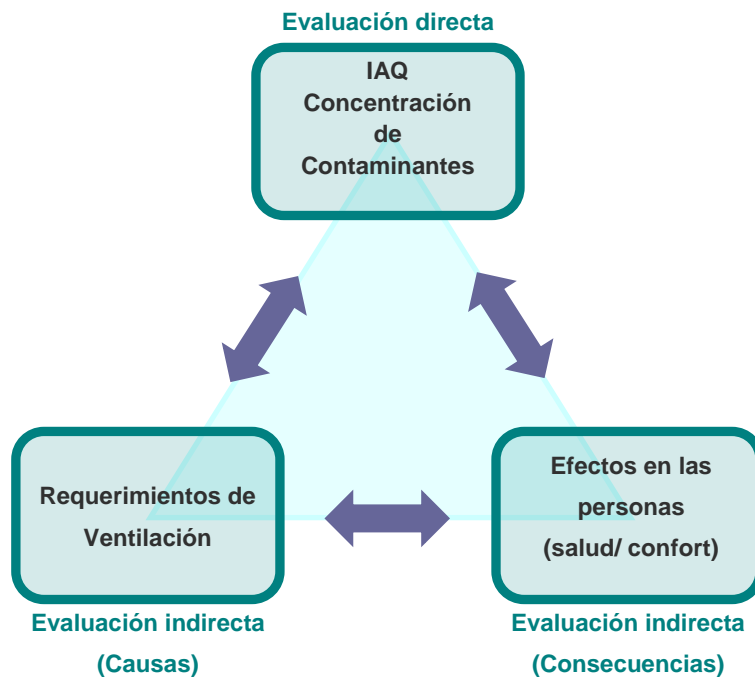 Evaluación directa
IAQ
Concentración
de
Contaminantes
Requerimientos de
Ventilación
Evaluación indirecta
(Causas)
Efectos en las
personas
(salud/ confort)
Evaluación indirecta
(Consecuencias)